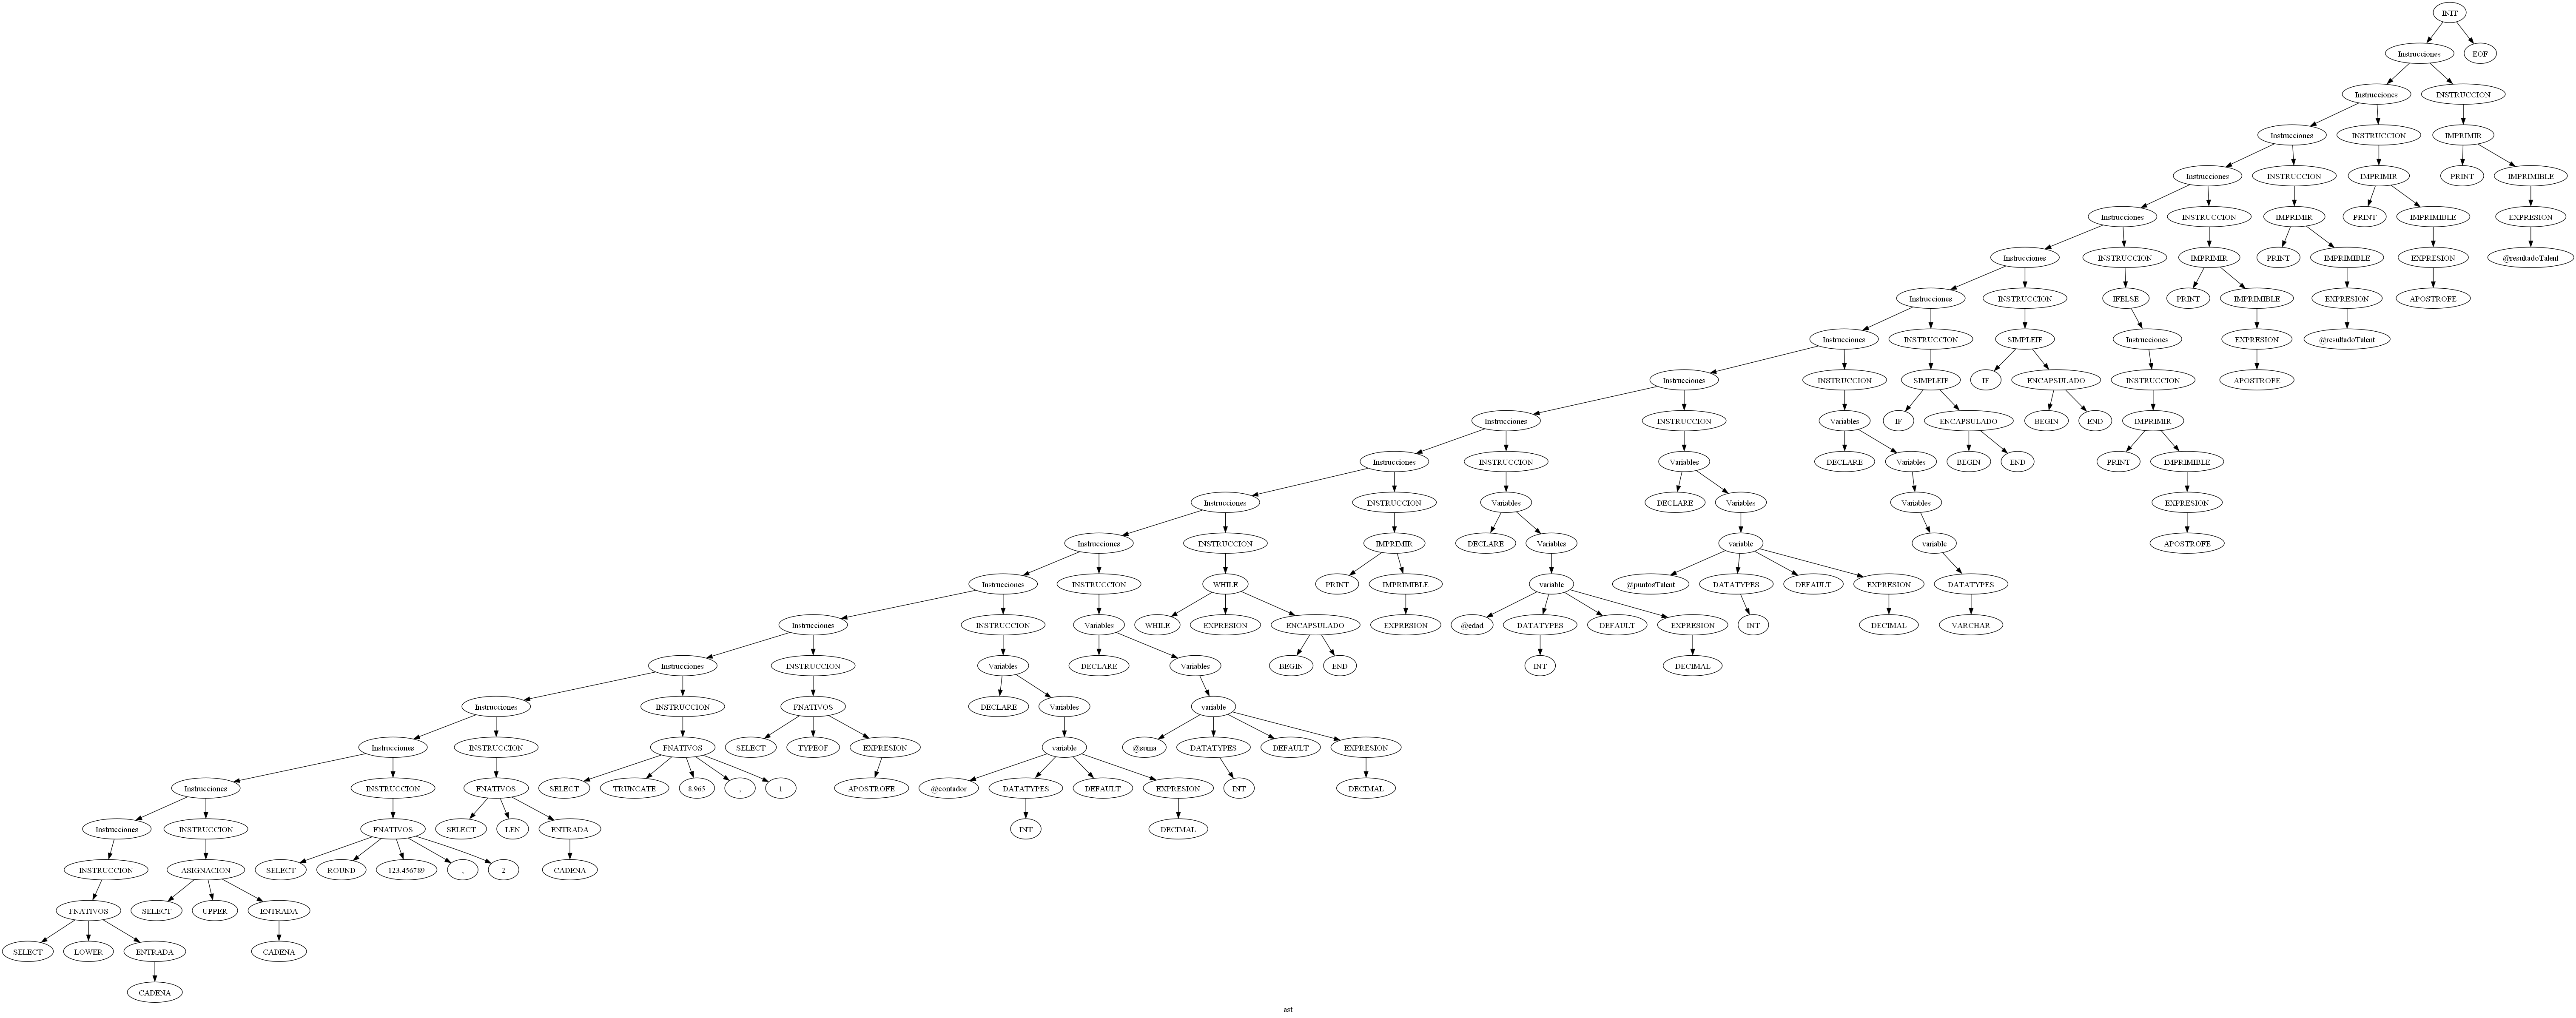 INIT
Instrucciones EOF
Instrucciones INSTRUCCION
Instrucciones INSTRUCCION IMPRIMIR
Instrucciones INSTRUCCION IMPRIMIR PRINT IMPRIMIBLE
Instrucciones INSTRUCCION IMPRIMIR PRINT IMPRIMIBLE EXPRESION
Instrucciones INSTRUCCION IMPRIMIR PRINT IMPRIMIBLE EXPRESION @resultadoTalent
Instrucciones INSTRUCCION IFELSE PRINT IMPRIMIBLE EXPRESION APOSTROFE
Instrucciones INSTRUCCION SIMPLEIF Instrucciones EXPRESION @resultadoTalent
Instrucciones INSTRUCCION SIMPLEIF IF ENCAPSULADO INSTRUCCION APOSTROFE
Instrucciones INSTRUCCION Variables IF ENCAPSULADO BEGIN END IMPRIMIR
Instrucciones INSTRUCCION Variables DECLARE Variables BEGIN END PRINT IMPRIMIBLE
Instrucciones INSTRUCCION Variables DECLARE Variables Variables EXPRESION
Instrucciones INSTRUCCION IMPRIMIR DECLARE Variables variable variable APOSTROFE
Instrucciones INSTRUCCION WHILE PRINT IMPRIMIBLE variable @puntosTalent DATATYPES DEFAULT EXPRESION DATATYPES
Instrucciones INSTRUCCION Variables WHILE EXPRESION ENCAPSULADO EXPRESION @edad DATATYPES DEFAULT EXPRESION INT DECIMAL VARCHAR
Instrucciones INSTRUCCION Variables DECLARE Variables BEGIN END INT DECIMAL
Instrucciones INSTRUCCION FNATIVOS DECLARE Variables variable
Instrucciones INSTRUCCION FNATIVOS SELECT TYPEOF EXPRESION variable @suma DATATYPES DEFAULT EXPRESION
Instrucciones INSTRUCCION FNATIVOS SELECT TRUNCATE 8.965 , 1 APOSTROFE @contador DATATYPES DEFAULT EXPRESION INT DECIMAL
Instrucciones INSTRUCCION FNATIVOS SELECT LEN ENTRADA INT DECIMAL
INSTRUCCION ASIGNACION SELECT ROUND 123.456789 , 2 CADENA
FNATIVOS SELECT UPPER ENTRADA
SELECT LOWER ENTRADA CADENA
CADENA
ast